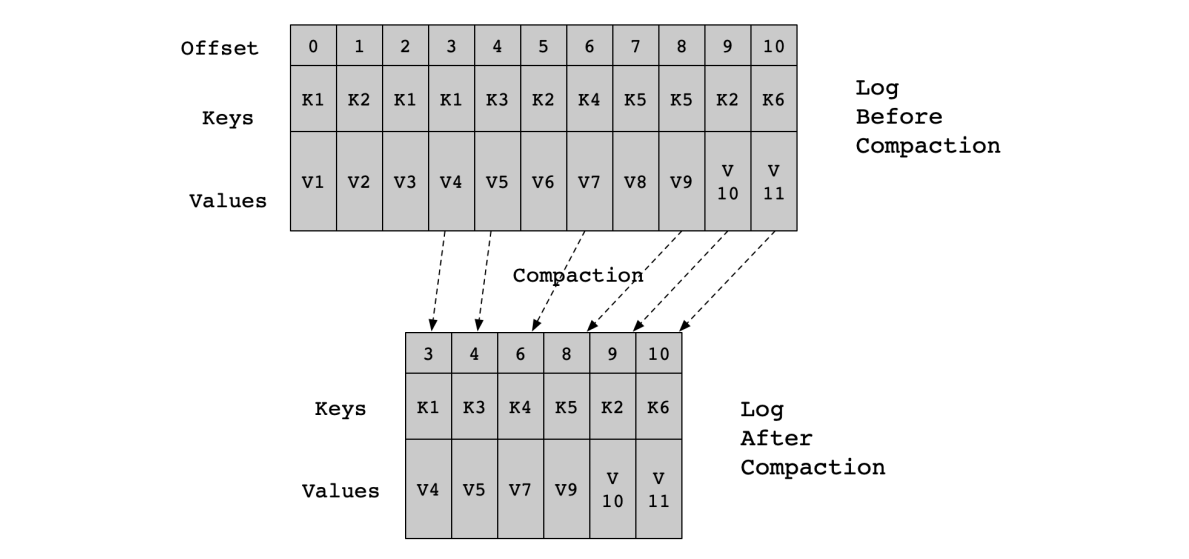 Offset 0 1 2 3 4 5 6 7 8 9 10
Keys K1 K2 K1 K1 K3 K2 K4 K5 K5 K2 K6
Values V1 V2 V3 V4 V5 V6 V7 V8 V9 V 10 V 11
Log
Before
Compaction
Compaction
3 4 6 8 9 10
Keys K1 K3 K4 K5 K2 K6
Values V4 V5 V7 V9 V 10 V 11
Log
After
Compaction